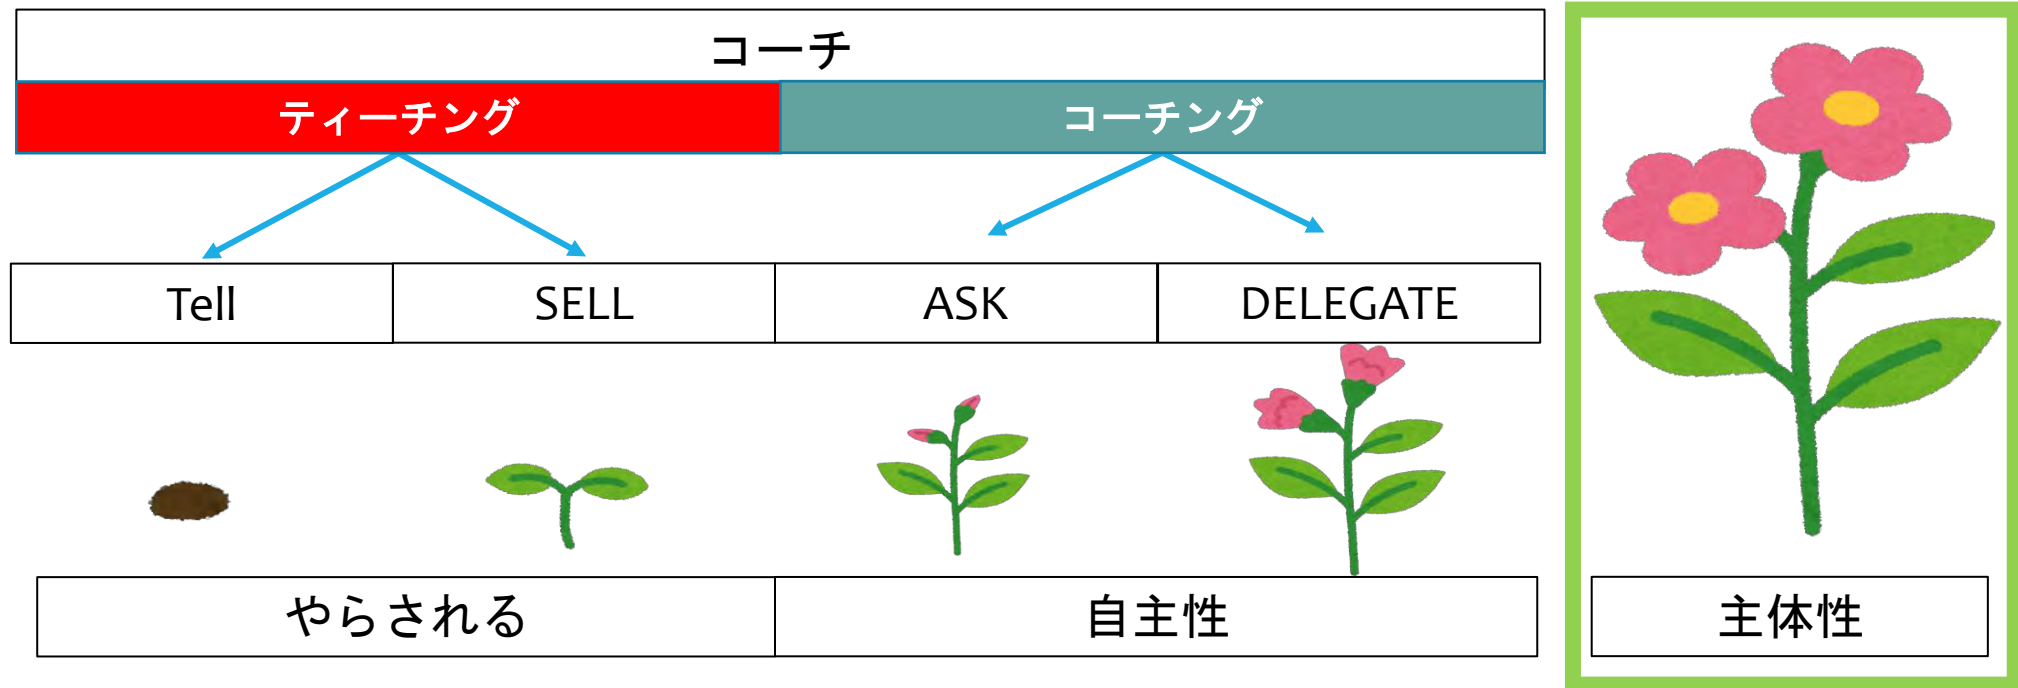 コーチ
ティーチング
コーチング
Tell
SELL
ASK
DELEGATE
やらされる
自主性
主体性